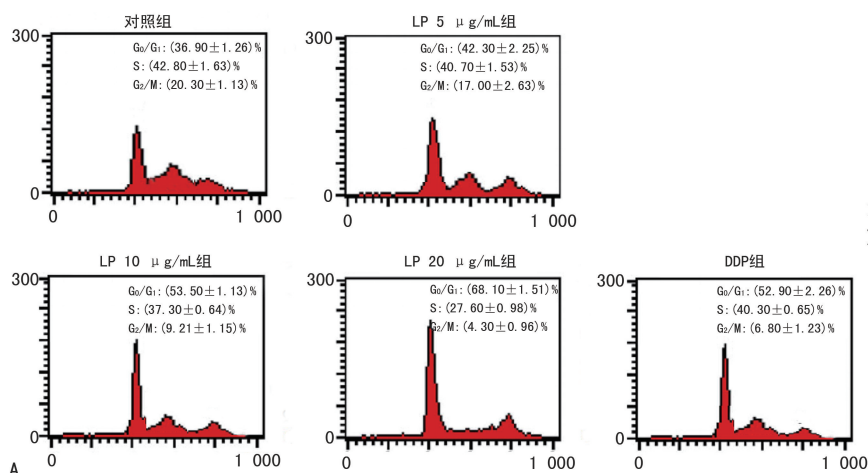 对照组
300
G₀/G₁:(36.90±1.26)%
S:(42.80±1.63)%
G₂/M:(20.30±1.13)%
0
0
1 000
LP 5 μg/mL组
300
G₀/G₁:(42.30±2.25)%
S:(40.70±1.53)%
G₂/M:(17.00±2.63)%
0
0
1 000
LP 10 μg/mL组
300
G₀/G₁:(53.50±1.13)%
S:(37.30±0.64)%
G₂/M:(9.21±1.15)%
0
0
1 000
LP 20 μg/mL组
300
G₀/G₁:(68.10±1.51)%
S:(27.60±0.98)%
G₂/M:(4.30±0.96)%
0
0
1 000
DDP组
300
G₀/G₁:(52.90±2.26)%
S:(40.30±0.65)%
G₂/M:(6.80±1.23)%
0
0
1 000
A